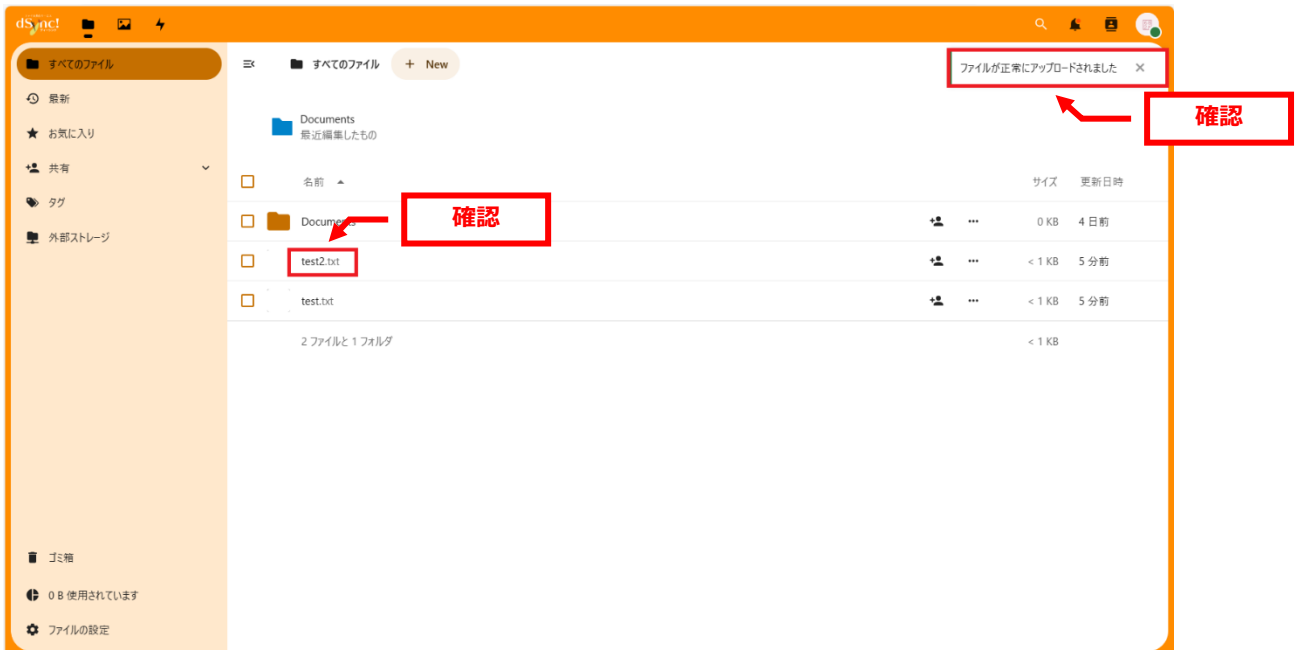 dSync!
すべてのファイル
すべてのファイル
+ New
ファイルが正常にアップロードされました ×
確認
最新
お気に入り
共有
タグ
外部ストレージ
Documents
最近編集したもの
名前
サイズ 更新日時
Documents
0 KB 4 日前
確認
test2.txt
< 1 KB 5 分前
test.txt
< 1 KB 5 分前
2 ファイルと 1 フォルダ
< 1 KB
ゴミ箱
0 B 使用されています
ファイルの設定